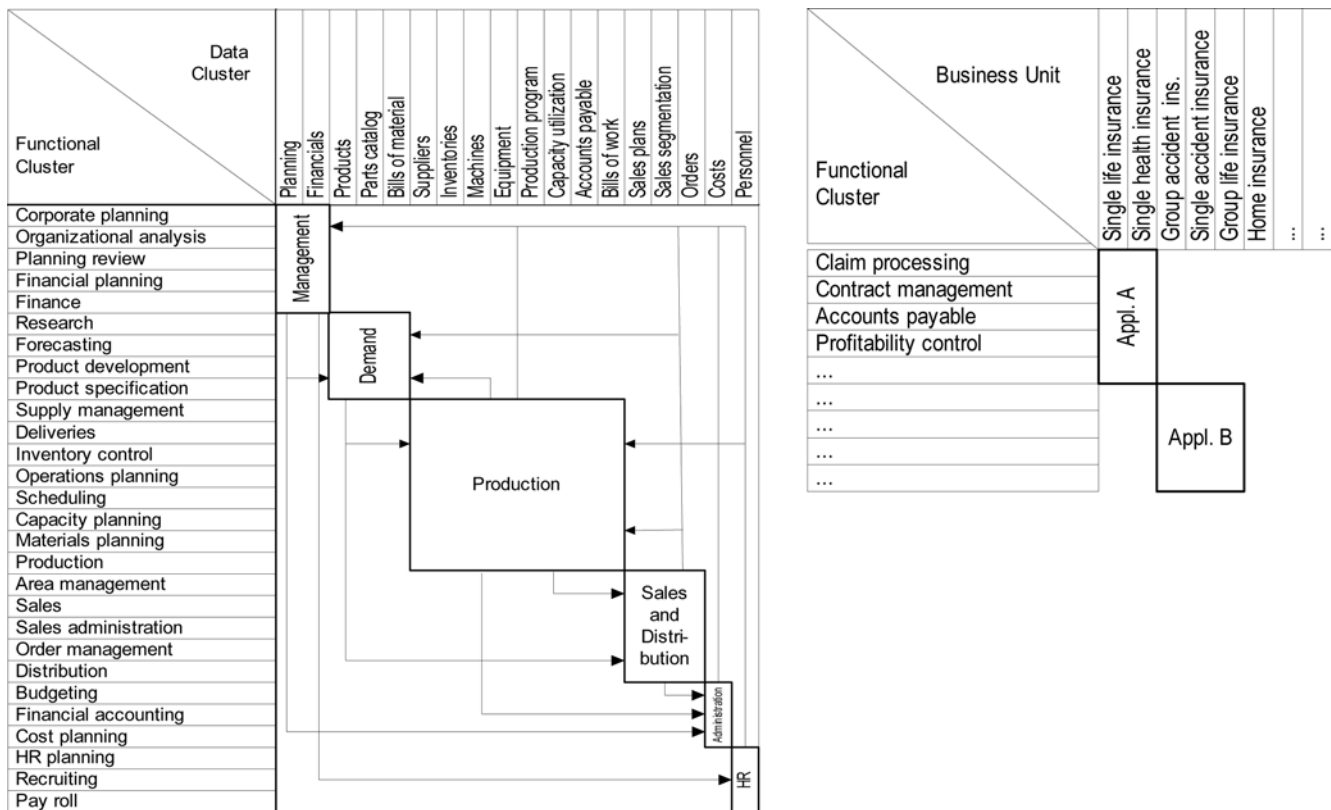 Data
Cluster
Functional
Cluster
Planning
Financials
Products
Parts catalog
Bills of material
Suppliers
Inventories
Machines
Equipment
Production program
Capacity utilization
Accounts payable
Bills of work
Sales plans
Sales segmentation
Orders
Costs
Personnel
Corporate planning
Organizational analysis
Planning review
Financial planning
Finance
Research
Forecasting
Product development
Product specification
Supply management
Deliveries
Inventory control
Operations planning
Scheduling
Capacity planning
Materials planning
Production
Area management
Sales
Sales administration
Order management
Distribution
Budgeting
Financial accounting
Cost planning
HR planning
Recruiting
Pay roll
Management
Demand
Production
Sales
and
Distri-
bution
Administration
HR
Business Unit
Functional
Cluster
Single life insurance
Single health insurance
Group accident ins.
Single accident insurance
Group life insurance
Home insurance
...
...
Claim processing
Contract management
Accounts payable
Profitability control
...
...
...
...
...
Appl. A
Appl. B